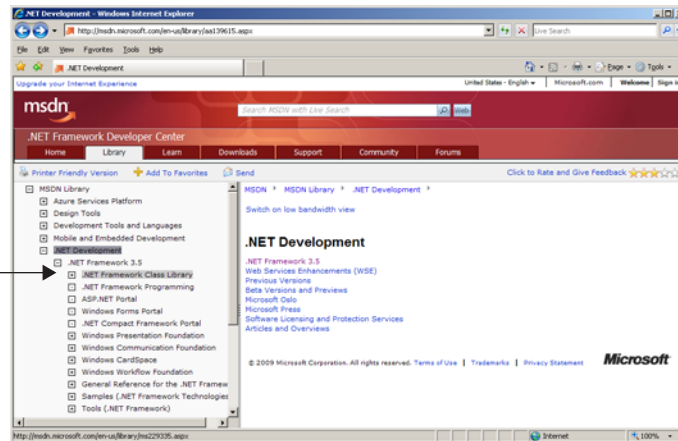 .NET Development - Windows Internet Explorer
http://msdn.microsoft.com/en-us/library/aa139615.aspx
Live Search
File Edit View Favorites Tools Help
.NET Development
Page Tools
Upgrade your Internet Experience
United States - English Microsoft.com Welcome Sign
msdn
Search MSDN with Live Search
Web
.NET Framework Developer Center
Home Library Learn Downloads Support Community Forums
Printer Friendly Version Add To Favorites Send
Click to Rate and Give Feedback
MSDN Library
Azure Services Platform
Design Tools
Development Tools and Languages
Mobile and Embedded Development
.NET Development
.NET Framework 3.5
.NET Framework Class Library
.NET Framework Programming
ASP.NET Portal
Windows Forms Portal
.NET Compact Framework Portal
Windows Presentation Foundation
Windows Communication Foundation
Windows CardSpace
Windows Workflow Foundation
General Reference for the .NET Framew
Samples (.NET Framework Technologies
Tools (.NET Framework)
MSDN MSDN Library .NET Development
Switch on low bandwidth view
.NET Development
.NET Framework 3.5
Web Services Enhancements (WSE)
Previous Versions
Beta Versions and Previews
Microsoft Oslo
Microsoft Press
Software Licensing and Protection Services
Articles and Overviews
© 2009 Microsoft Corporation. All rights reserved. Terms of Use | Trademarks | Privacy Statement
Microsoft
http://msdn.microsoft.com/en-us/library/ms229335.aspx
Internet
100%